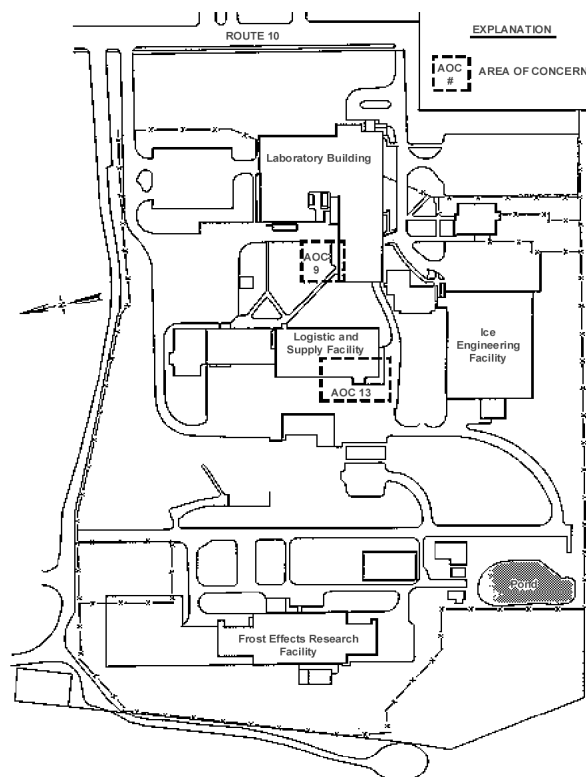 ROUTE 10
EXPLANATION
AOC
#
AREA OF CONCERN
Laboratory Building
AOC
9
Logistic and
Supply Facility
AOC 13
Ice
Engineering
Facility
Pond
Frost Effects Research
Facility